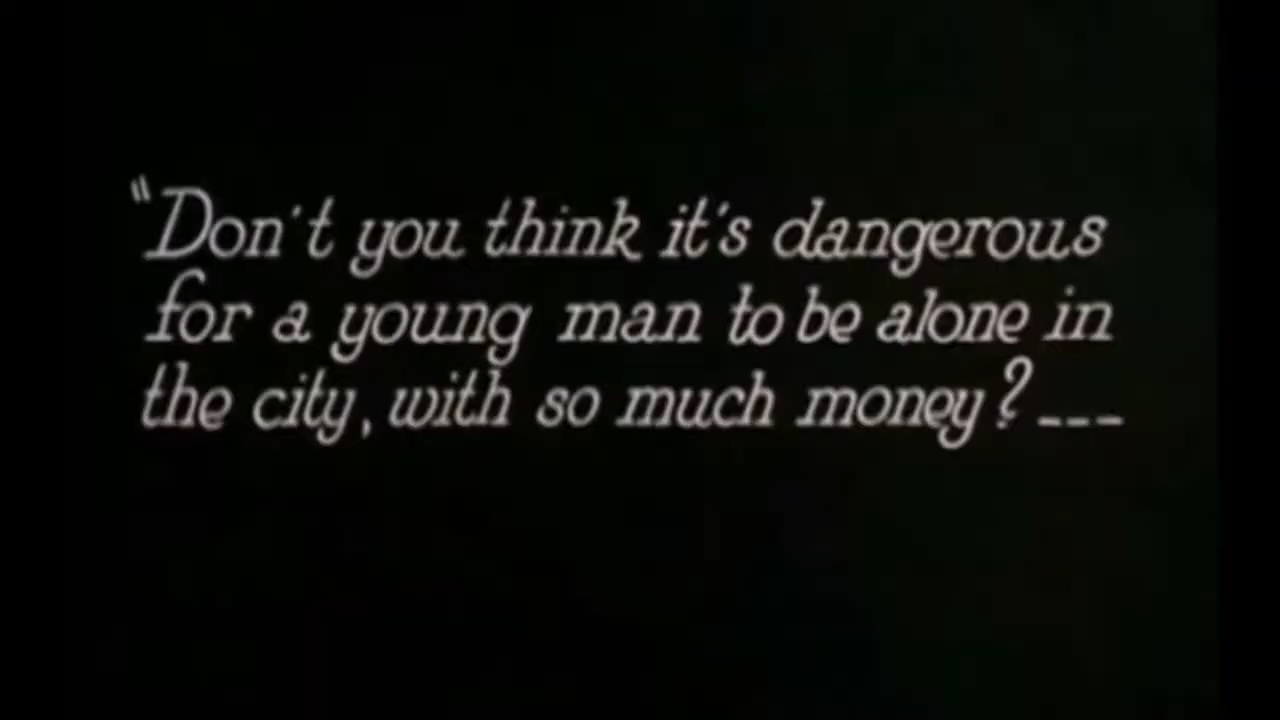 "Don't you think it's dangerous
for a young man to be alone in
the city, with so much money?---